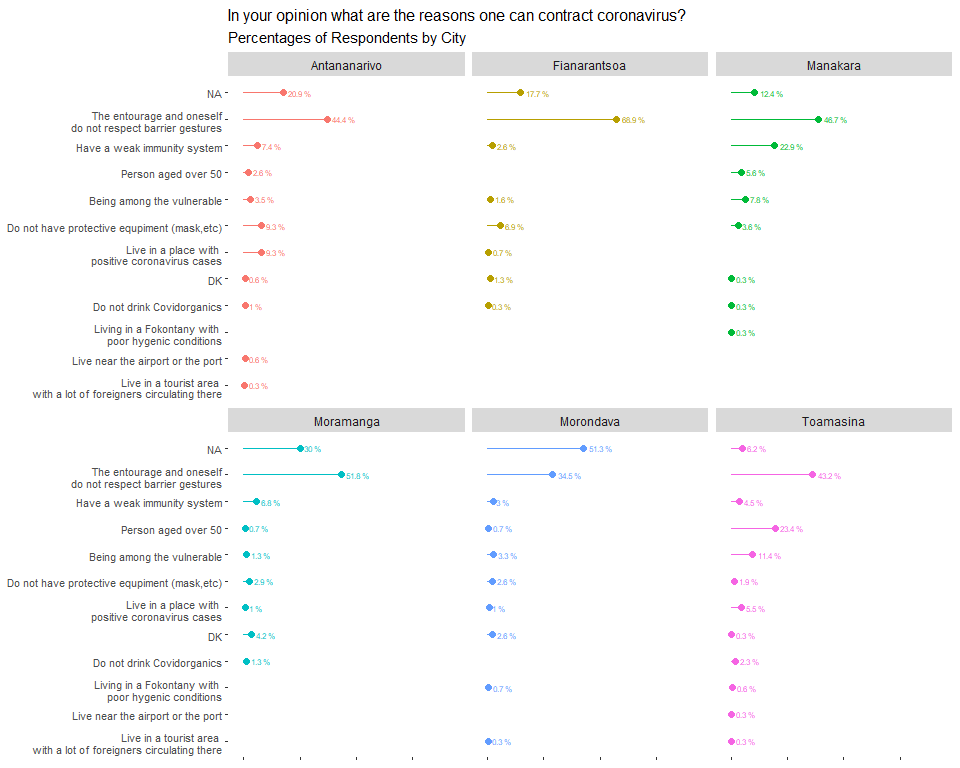 In your opinion what are the reasons one can contract coronavirus?
Percentages of Respondents by City
Antananarivo Fianarantsoa Manakara
NA 20.9 % 17.7 % 12.4 %
The entourage and oneself
do not respect barrier gestures 44.4 % 68.9 % 46.7 %
Have a weak immunity system 7.4 % 2.6 % 22.9 %
Person aged over 50 2.6 % 5.6 %
Being among the vulnerable 3.5 % 1.6 % 7.8 %
Do not have protective equpiment (mask,etc) 9.3 % 6.9 % 3.6 %
Live in a place with
positive coronavirus cases 9.3 % 0.7 %
DK 0.6 % 1.3 % 0.3 %
Do not drink Covidorganics 1 % 0.3 % 0.3 %
Living in a Fokontany with
poor hygenic conditions 0.3 %
Live near the airport or the port 0.6 %
Live in a tourist area
with a lot of foreigners circulating there 0.3 %
Moramanga Morondava Toamasina
NA 30 % 51.3 % 6.2 %
The entourage and oneself
do not respect barrier gestures 51.8 % 34.5 % 43.2 %
Have a weak immunity system 6.8 % 3 % 4.5 %
Person aged over 50 0.7 % 0.7 % 23.4 %
Being among the vulnerable 1.3 % 3.3 % 11.4 %
Do not have protective equpiment (mask,etc) 2.9 % 2.6 % 1.9 %
Live in a place with
positive coronavirus cases 1 % 1 % 5.5 %
DK 4.2 % 2.6 % 0.3 %
Do not drink Covidorganics 1.3 % 2.3 %
Living in a Fokontany with
poor hygenic conditions 0.7 % 0.6 %
Live near the airport or the port 0.3 %
Live in a tourist area
with a lot of foreigners circulating there 0.3 % 0.3 %